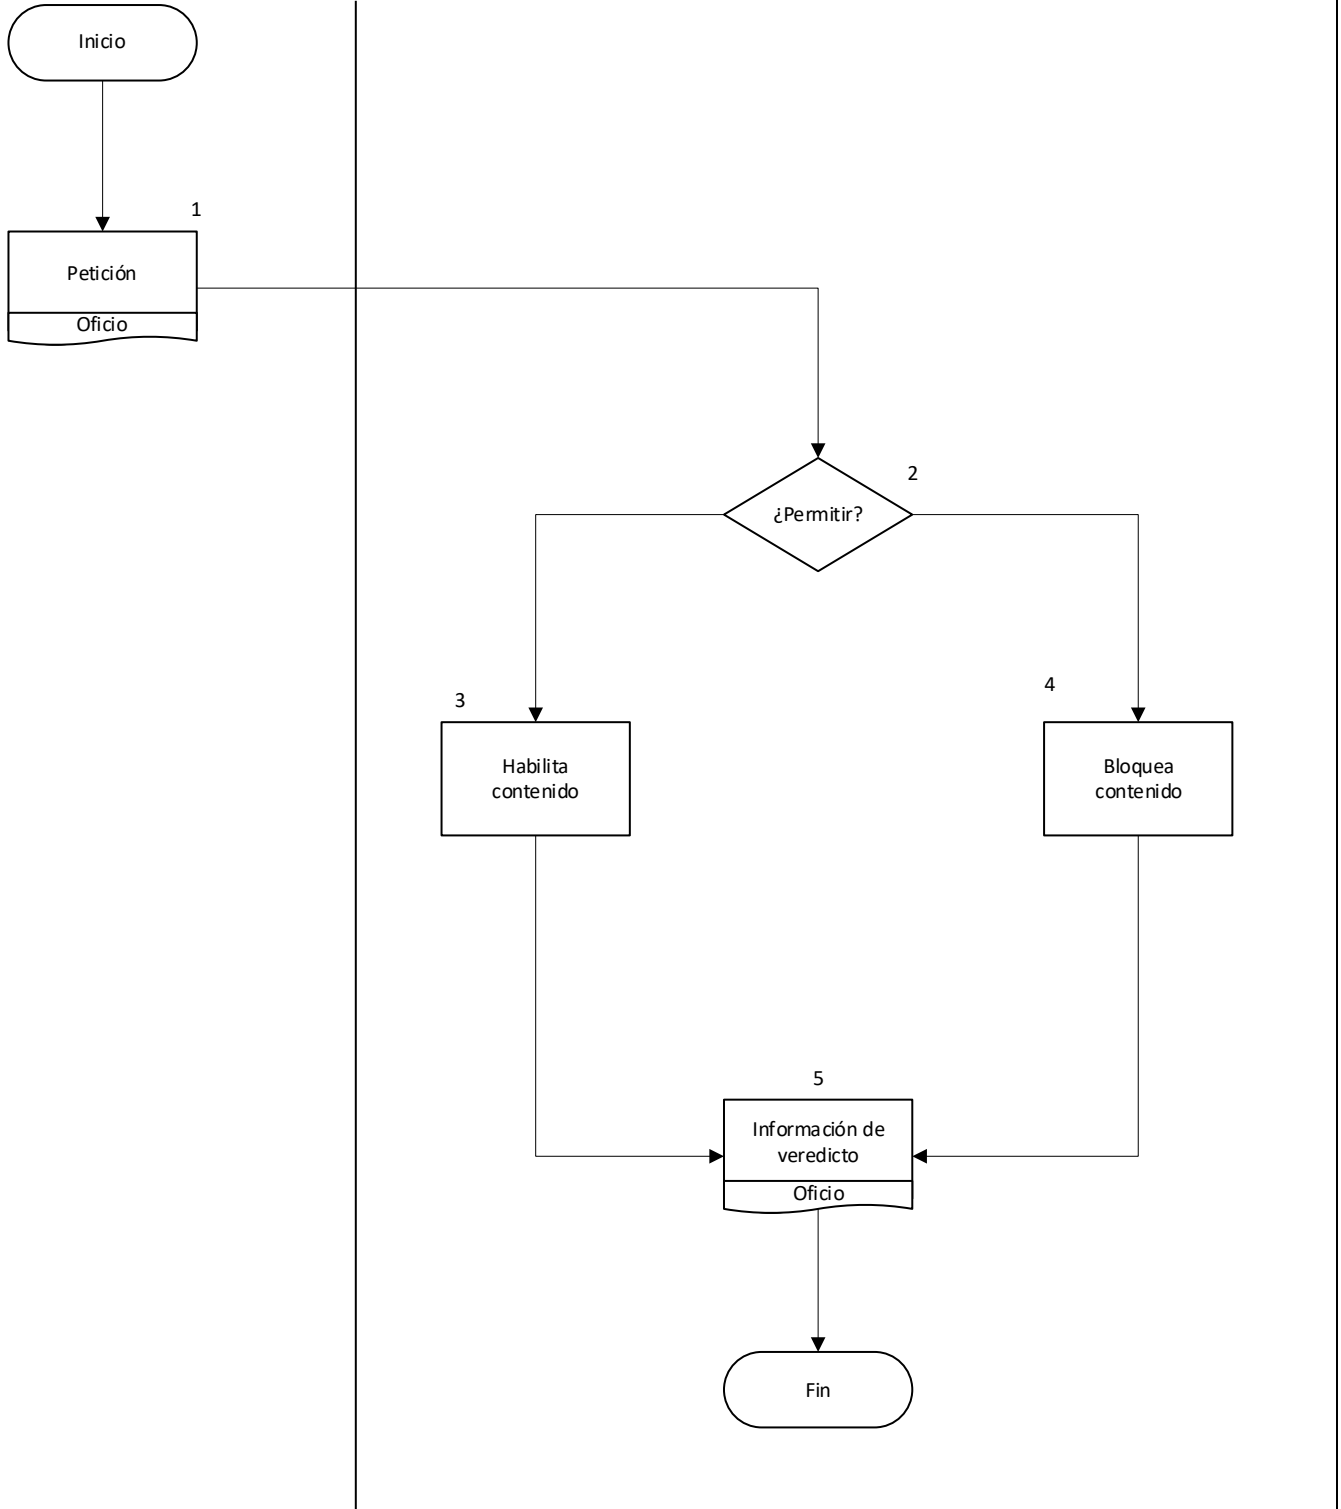 Inicio
1
Petición
Oficio
2
¿Permitir?
3
4
Habilita
contenido
Bloquea
contenido
5
Información de
veredicto
Oficio
Fin